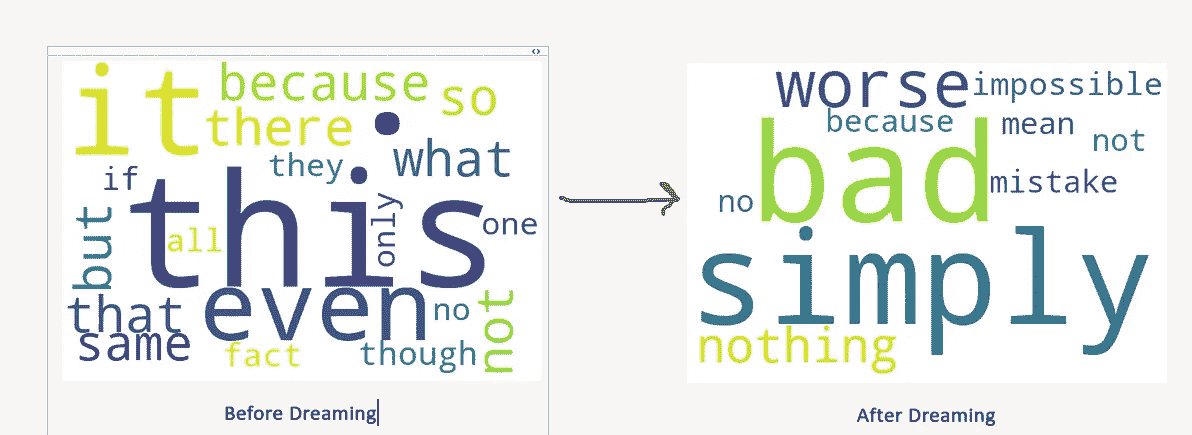 it
because
so
there
they
what
if
this
only
one
but
all
that
even
no
not
same
fact
though
Before Dreaming
worse
impossible
because
mean
not
bad
mistake
no
simply
nothing
After Dreaming